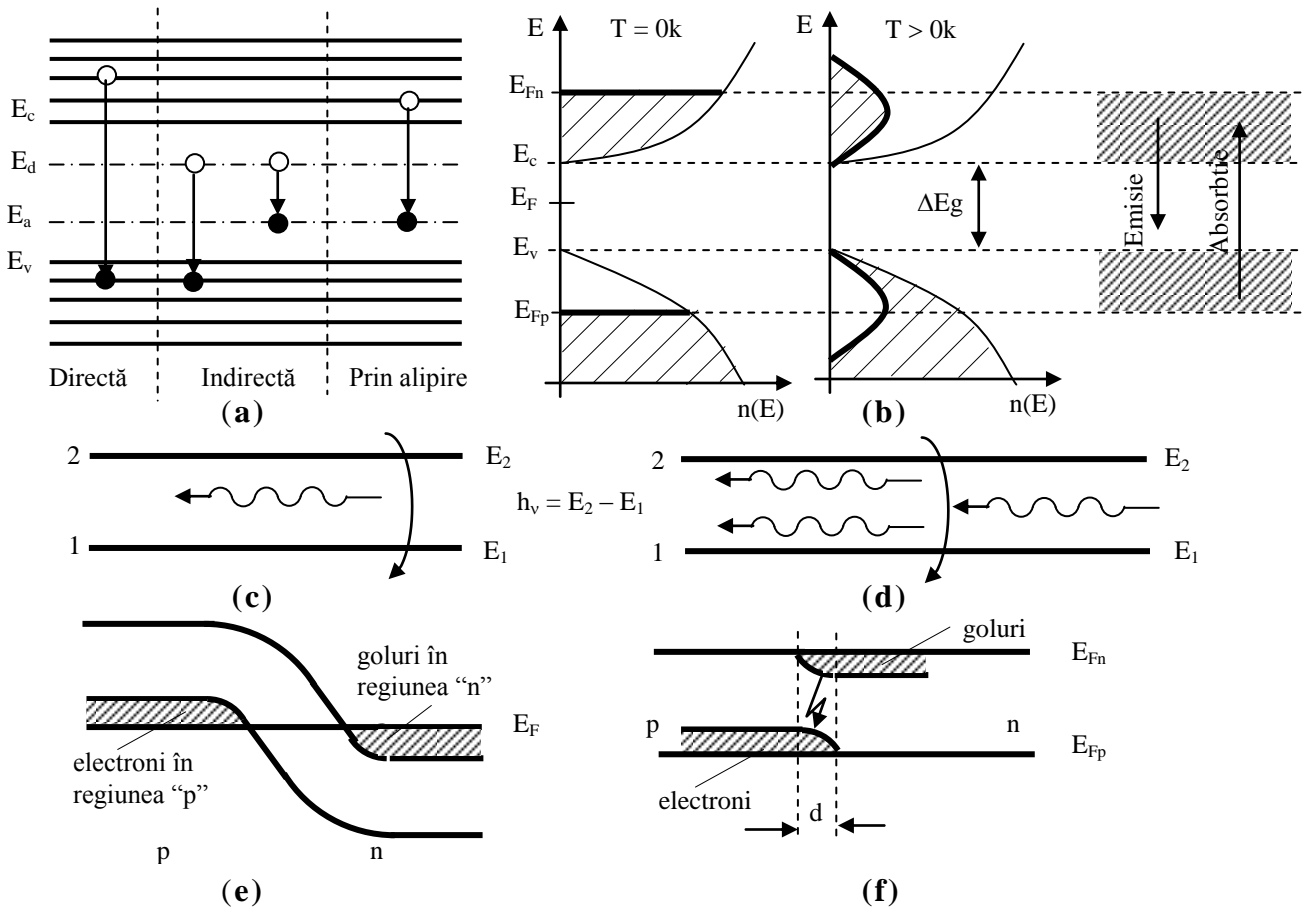 E_c
E_d
E_a
E_v
Directă Indirectă Prin alipire
(a)
E T = 0k
E_Fn
E_c
E_F
E_v
E_Fp
n(E)
E T > 0k
ΔEg
n(E)
Emisie
Absorbtie
(b)
2 E_2
1 E_1
(c)
h_ν = E_2 – E_1
2 E_2
1 E_1
(d)
goluri în
regiunea “n”
E_F
electroni în
regiunea “p”
p n
(e)
goluri
E_Fn
p n
E_Fp
electroni
d
(f)